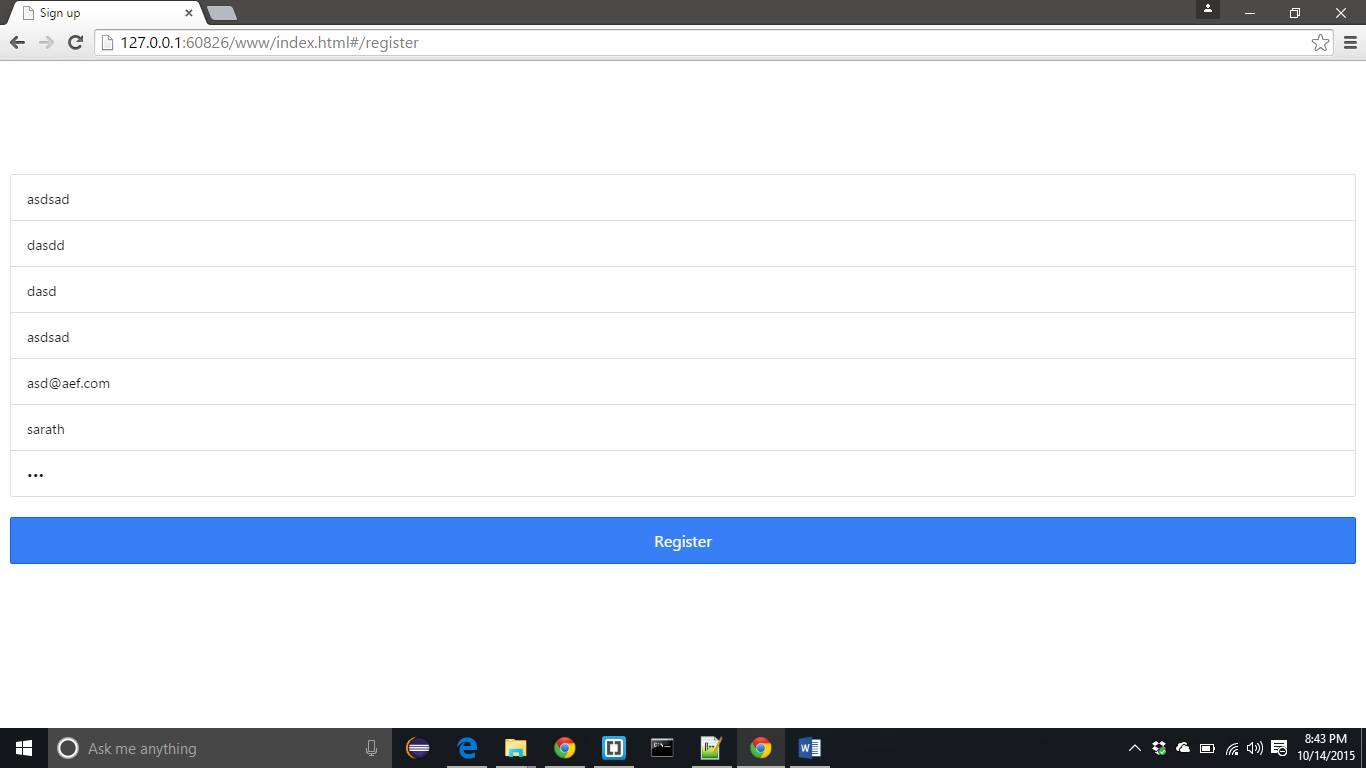 Sign up
127.0.0.1:60826/www/index.html#/register
asdsad
dasdd
dasd
asdsad
asd@aef.com
sarath
•••
Register
Ask me anything
8:43 PM
10/14/2015